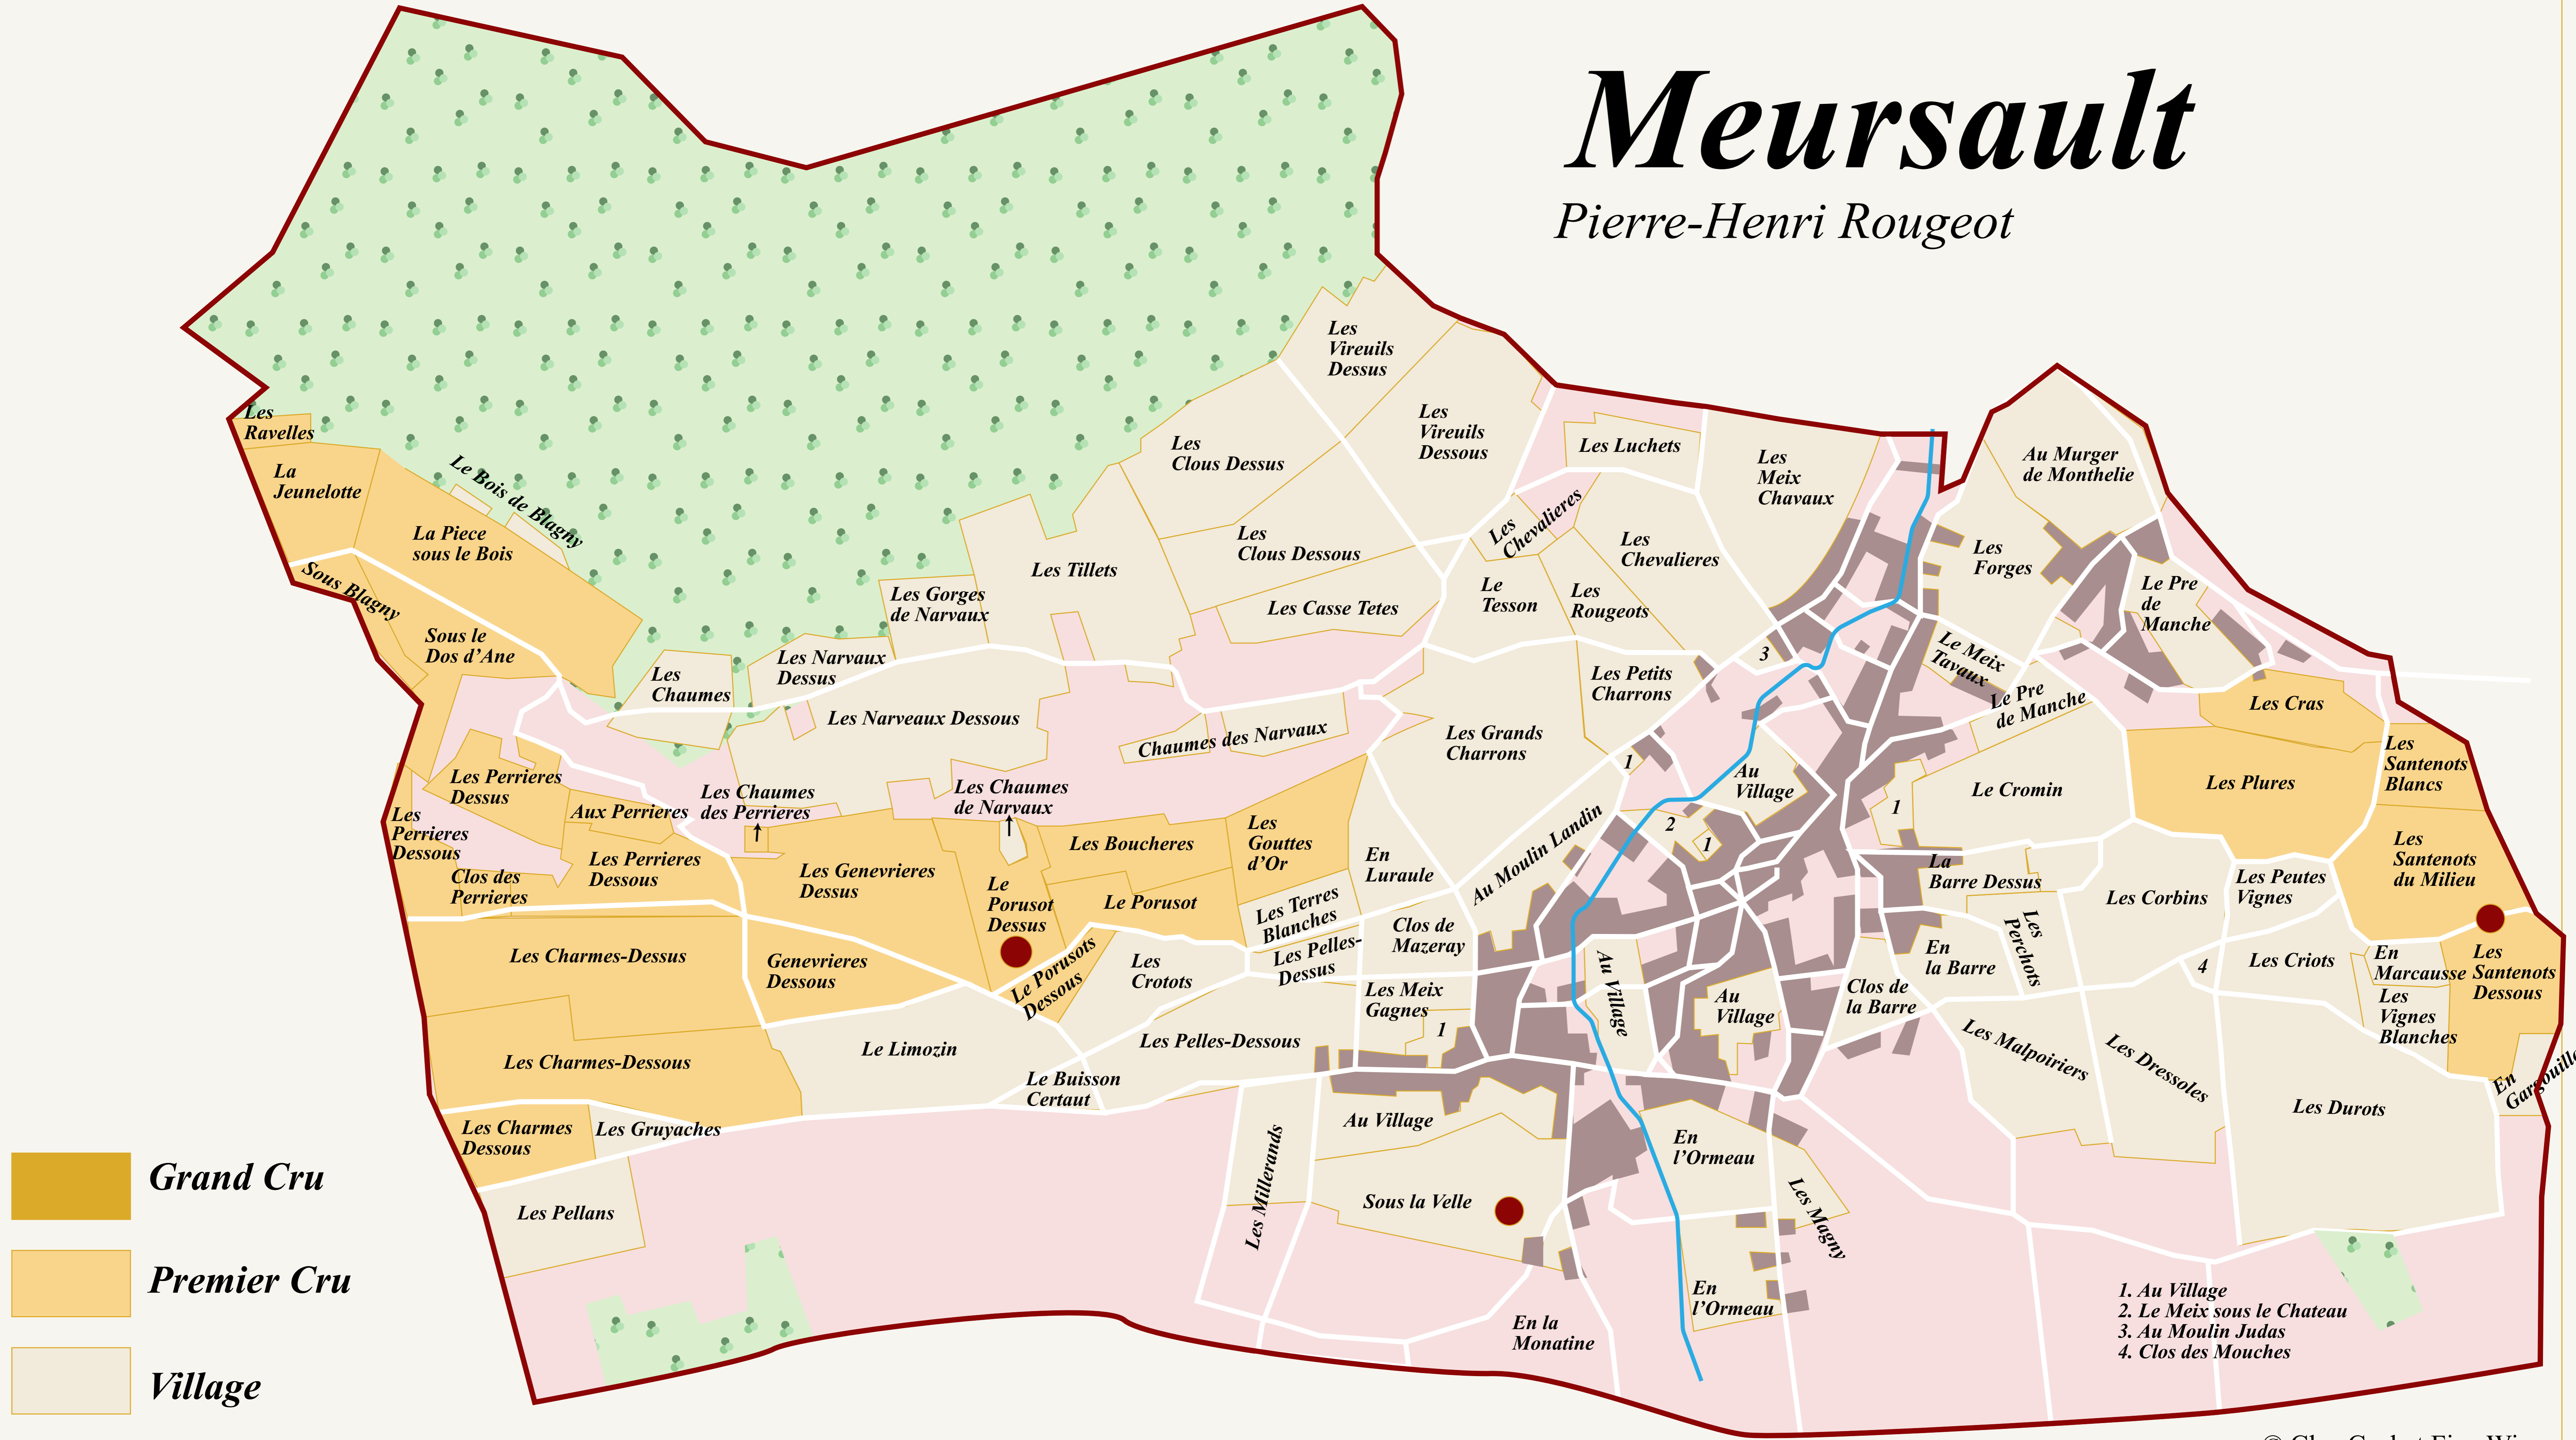 Meursault
Pierre-Henri Rougeot
Les
Vireuils
Dessus
Les
Vireuils
Dessous
Les
Clous Dessus
Les
Clous Dessous
Les Luchets
Les
Meix
Chavaux
Au Murger
de Monthelie
Les
Ravelles
La
Jeunelotte
Le Bois de Blagny
La Piece
sous le Bois
Sous Blagny
Sous le
Dos d’Ane
Les
Chaumes
Les Narvaux
Dessus
Les Gorges
de Narvaux
Les Tillets
Les Casse Tetes
Les
Chevalieres
Les
Chevalieres
Le
Tesson
Les
Rougeots
Les
Forges
Le Pre
de
Manche
Le Meix
Tavaux
Le Pre
de Manche
3
Les Petits
Charrons
Les Grands
Charrons
Les Narveaux Dessous
Chaumes des Narvaux
Les Cras
Les
Santenots
Blancs
Les Plures
Le Cromin
Au
Village
1
1
2
1
Les Perrieres
Dessus
Aux Perrieres
Les Chaumes
des Perrieres
Les Chaumes
de Narvaux
Les
Perrieres
Dessous
Clos des
Perrieres
Les Perrieres
Dessous
Les Genevrieres
Dessus
Le
Porusot
Dessus
Les Boucheres
Le Porusot
Les
Gouttes
d’Or
En
Luraule
Au Moulin Landin
Les Terres
Blanches
Les Pelles-
Dessus
Clos de
Mazeray
La
Barre Dessus
Les Corbins
Les Peutes
Vignes
Les
Santenots
du Milieu
Les
Perchots
En
la Barre
Clos de
la Barre
4
Les Criots
En
Marcausse
Les
Santenots
Dessous
Les
Vignes
Blanches
Les Charmes-Dessus
Genevrieres
Dessous
Le Porusots
Dessous
Les
Crotots
Les Meix
Gagnes
1
Au Village
Au
Village
Les Charmes-Dessous
Le Limozin
Les Pelles-Dessous
Le Buisson
Certaut
Les Malpoiriers
Les Dressoles
Les Durots
En
Les Charmes
Dessous
Les Gruyaches
Les Pellans
Les Millerands
Au Village
Sous la Velle
En
l’Ormeau
Les Magny
En
l’Ormeau
En la
Monatine
Grand Cru
Premier Cru
Village
1. Au Village
2. Le Meix sous le Chateau
3. Au Moulin Judas
4. Clos des Mouches